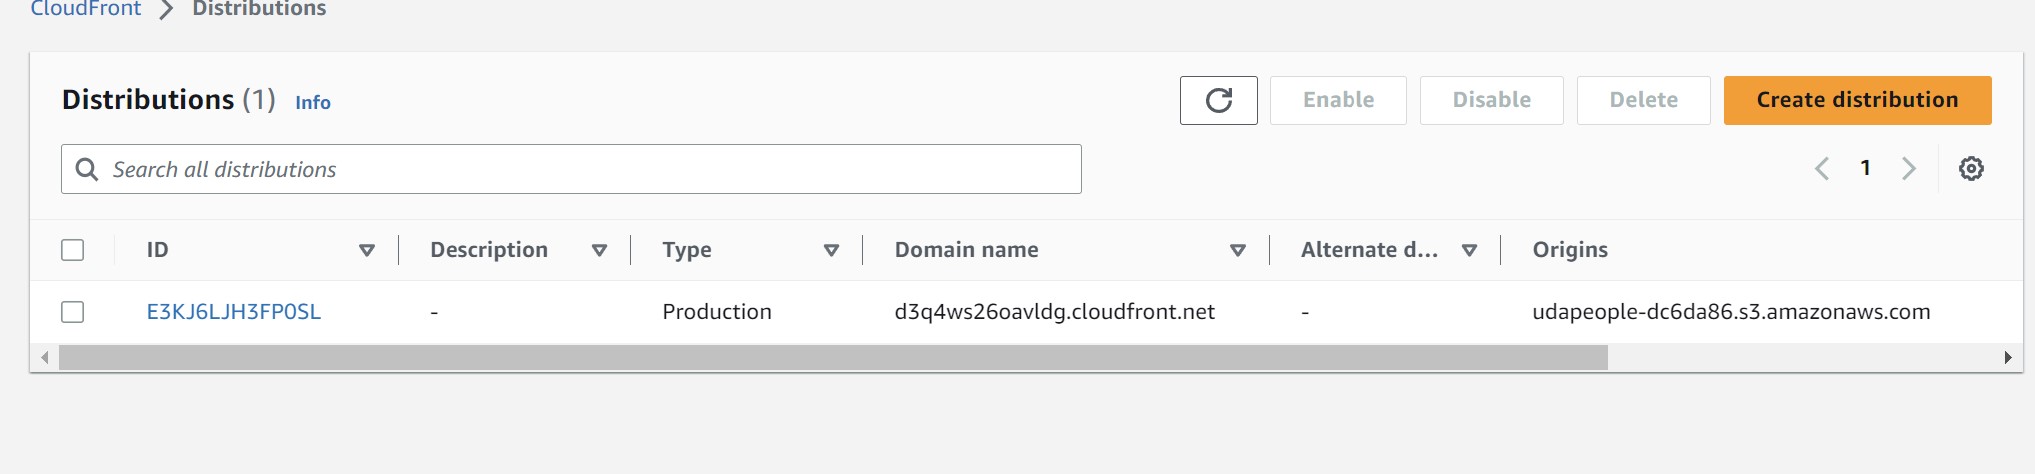 CloudFront > Distributions
Distributions (1) Info
Enable Disable Delete Create distribution
Search all distributions
1
ID Description Type Domain name Alternate d... Origins
E3KJ6LJH3FP0SL - Production d3q4ws26oavldg.cloudfront.net - udapeople-dc6da86.s3.amazonaws.com